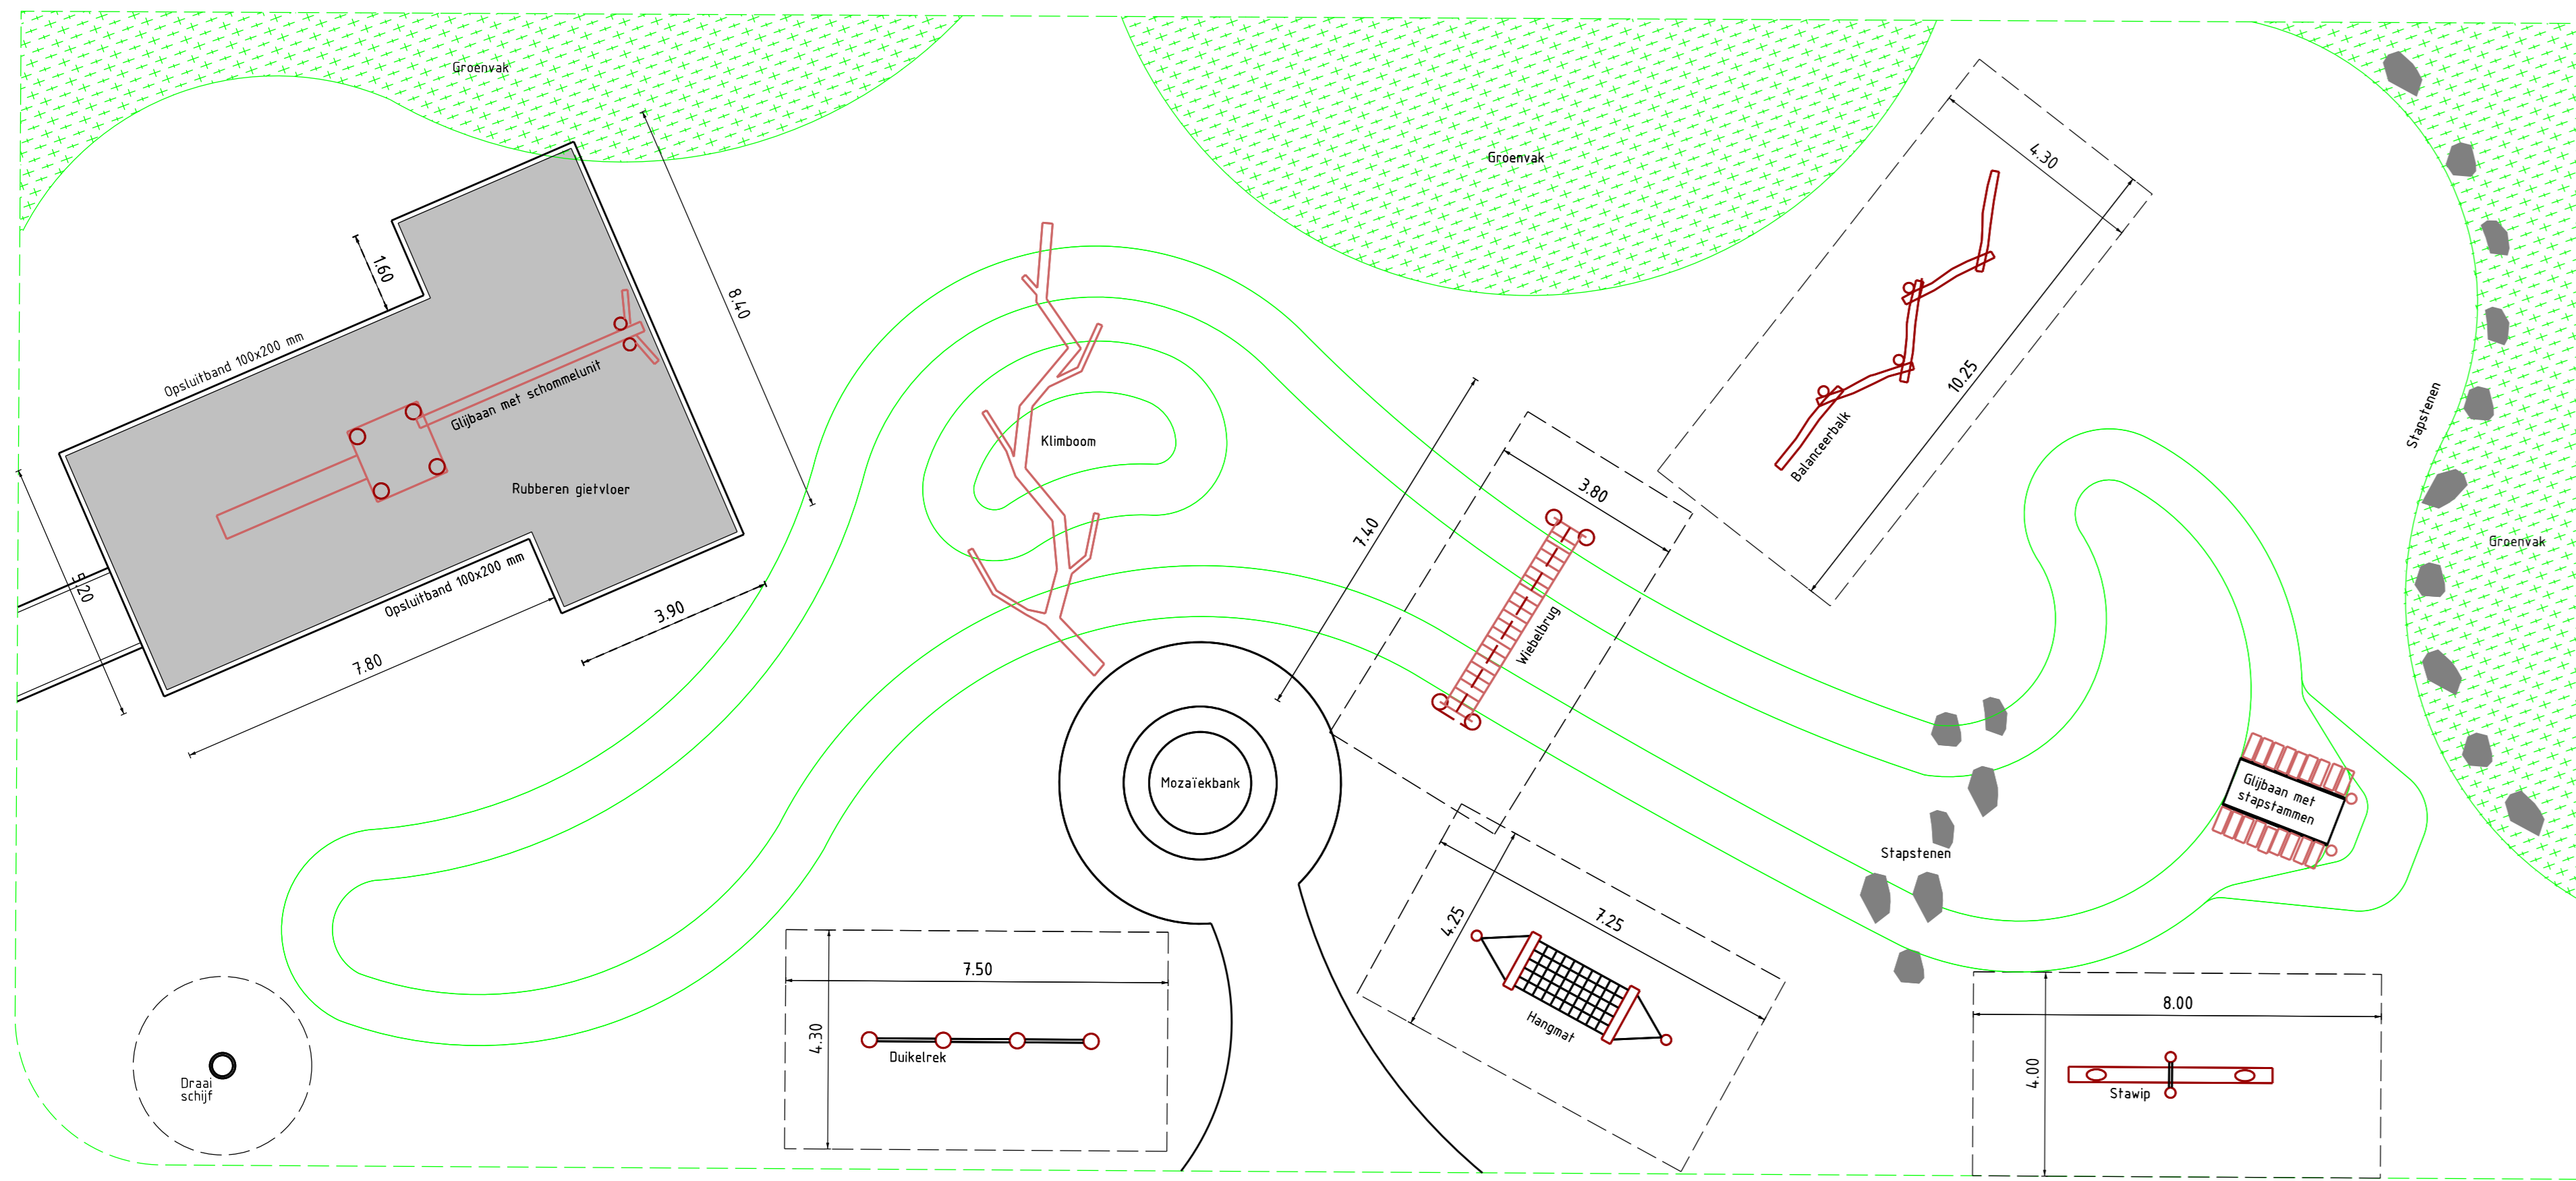 Groenvak
Groenvak
4.30
1.60
8.40
Opsluitband 100x200 mm
Glijbaan met schommelunit
Rubberen gietvloer
Klimboom
10.25
Balanceerbalk
Stapstenen
3.80
7.40
Groenvak
5.20
Opsluitband 100x200 mm
3.90
7.80
Wiebelbrug
Mozaïekbank
Glijbaan met
stapstammen
Stapstenen
7.25
4.25
7.50
4.30
Duikelrek
Hangmat
8.00
4.00
Stawip
Draai
schijf